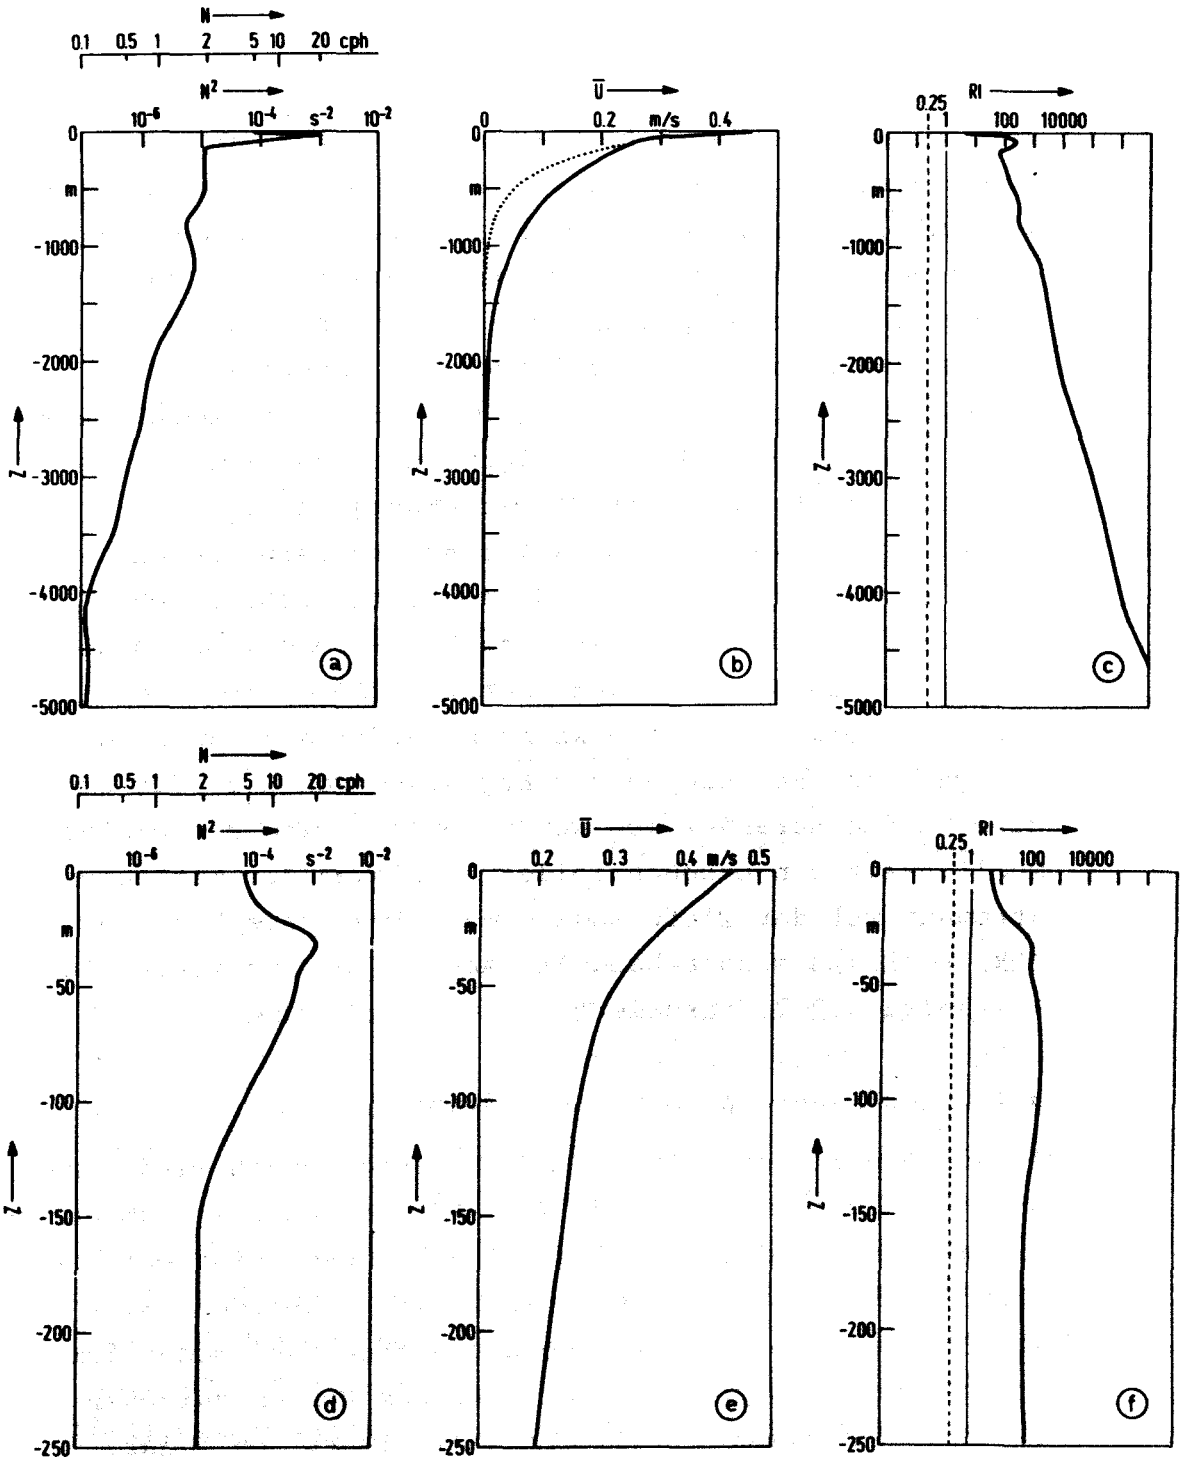 N
0.1 0.5 1 2 5 10 20 cph
N²
10⁻⁶ 10⁻⁴ s⁻² 10⁻²
0
m
-1000
-2000
-3000
-4000
-5000
Z
a
U̅
0 0.2 m/s 0.4
0
m
-1000
-2000
-3000
-4000
-5000
Z
b
RI
0.25 1 100 10000
0
m
-1000
-2000
-3000
-4000
-5000
Z
c
N
0.1 0.5 1 2 5 10 20 cph
N²
10⁻⁶ 10⁻⁴ s⁻² 10⁻²
0
m
-50
-100
-150
-200
-250
Z
d
U̅
0.2 0.3 0.4 m/s 0.5
0
-50
-100
-150
-200
-250
Z
e
RI
0.25 1 100 10000
0
m
-50
-100
-150
-200
-250
Z
f